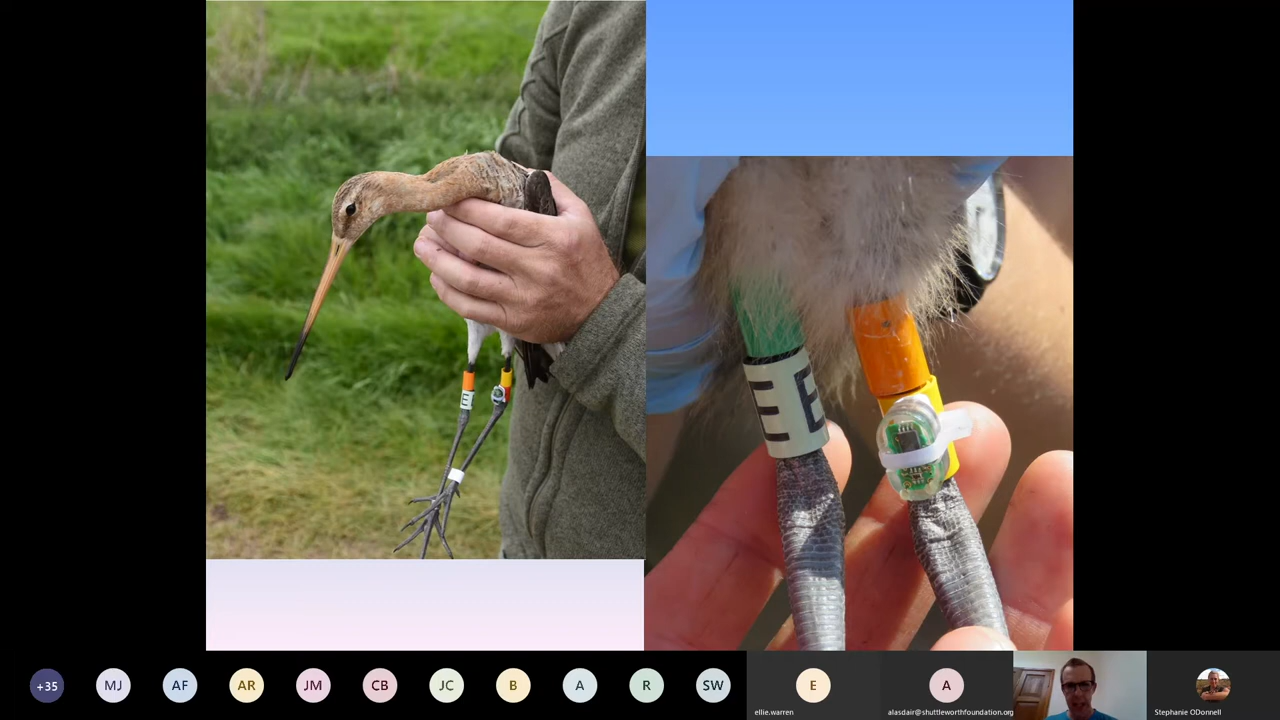 E
E E
+35
MJ
AF
AR
JM
CB
JC
B
A
R
SW
E
A
ellie.warren
alasdair@shuttleworthfoundation.org
Stephanie ODonnell